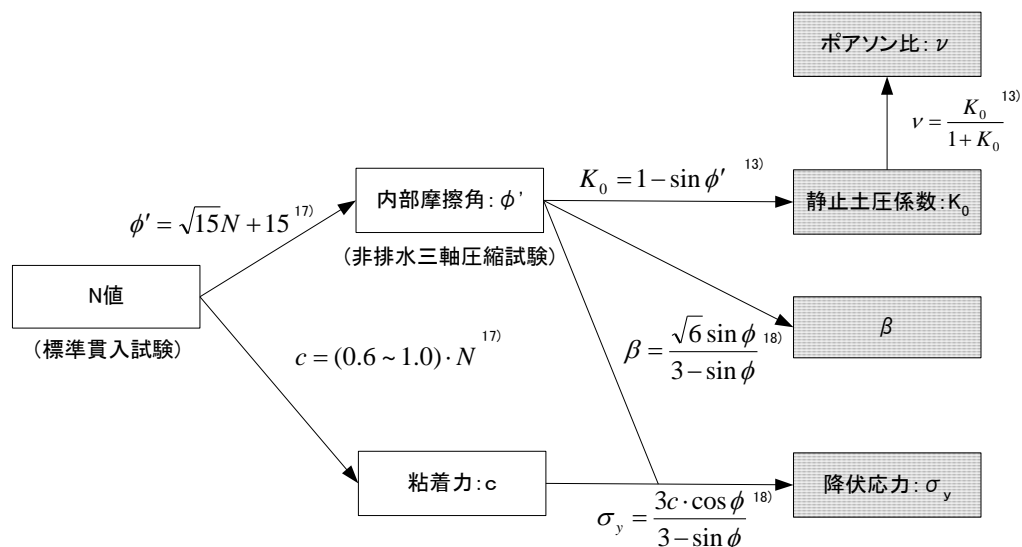 ポアソン比：ν
ν = K₀ / (1 + K₀) 13)
内部摩擦角：φ'
(非排水三軸圧縮試験)
K₀ = 1 − sin φ′ 13)
静止土圧係数：K₀
φ′ = √15N + 15 17)
N値
(標準貫入試験)
β
β = √6 sin φ / (3 − sin φ) 18)
c = (0.6 ~ 1.0)・N 17)
粘着力：c
降伏応力：σy
σy = 3c・cos φ / (3 − sin φ) 18)